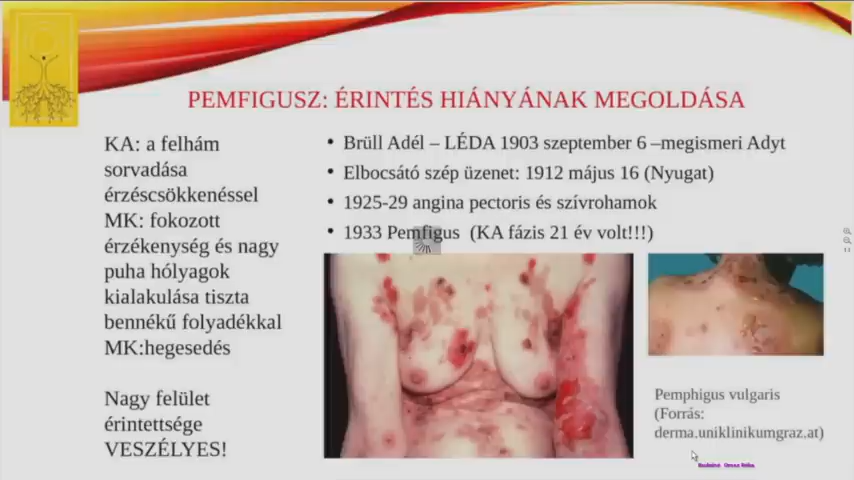 PEMFIGUSZ: ÉRINTÉS HIÁNYÁNAK MEGOLDÁSA
KA: a felhám
sorvadása
érzéscsökkenéssel
MK: fokozott
érzékenység és nagy
puha hólyagok
kialakulása tiszta
bennékű folyadékkal
MK:hegesedés
Nagy felület
érintettsége
VESZÉLYES!
• Brüll Adél – LÉDA 1903 szeptember 6 –megismeri Adyt
• Elbocsátó szép üzenet: 1912 május 16 (Nyugat)
• 1925-29 angina pectoris és szívrohamok
• 1933 Pemfigus (KA fázis 21 év volt!!!)
Pemphigus vulgaris
(Forrás:
derma.uniklinikumgraz.at)